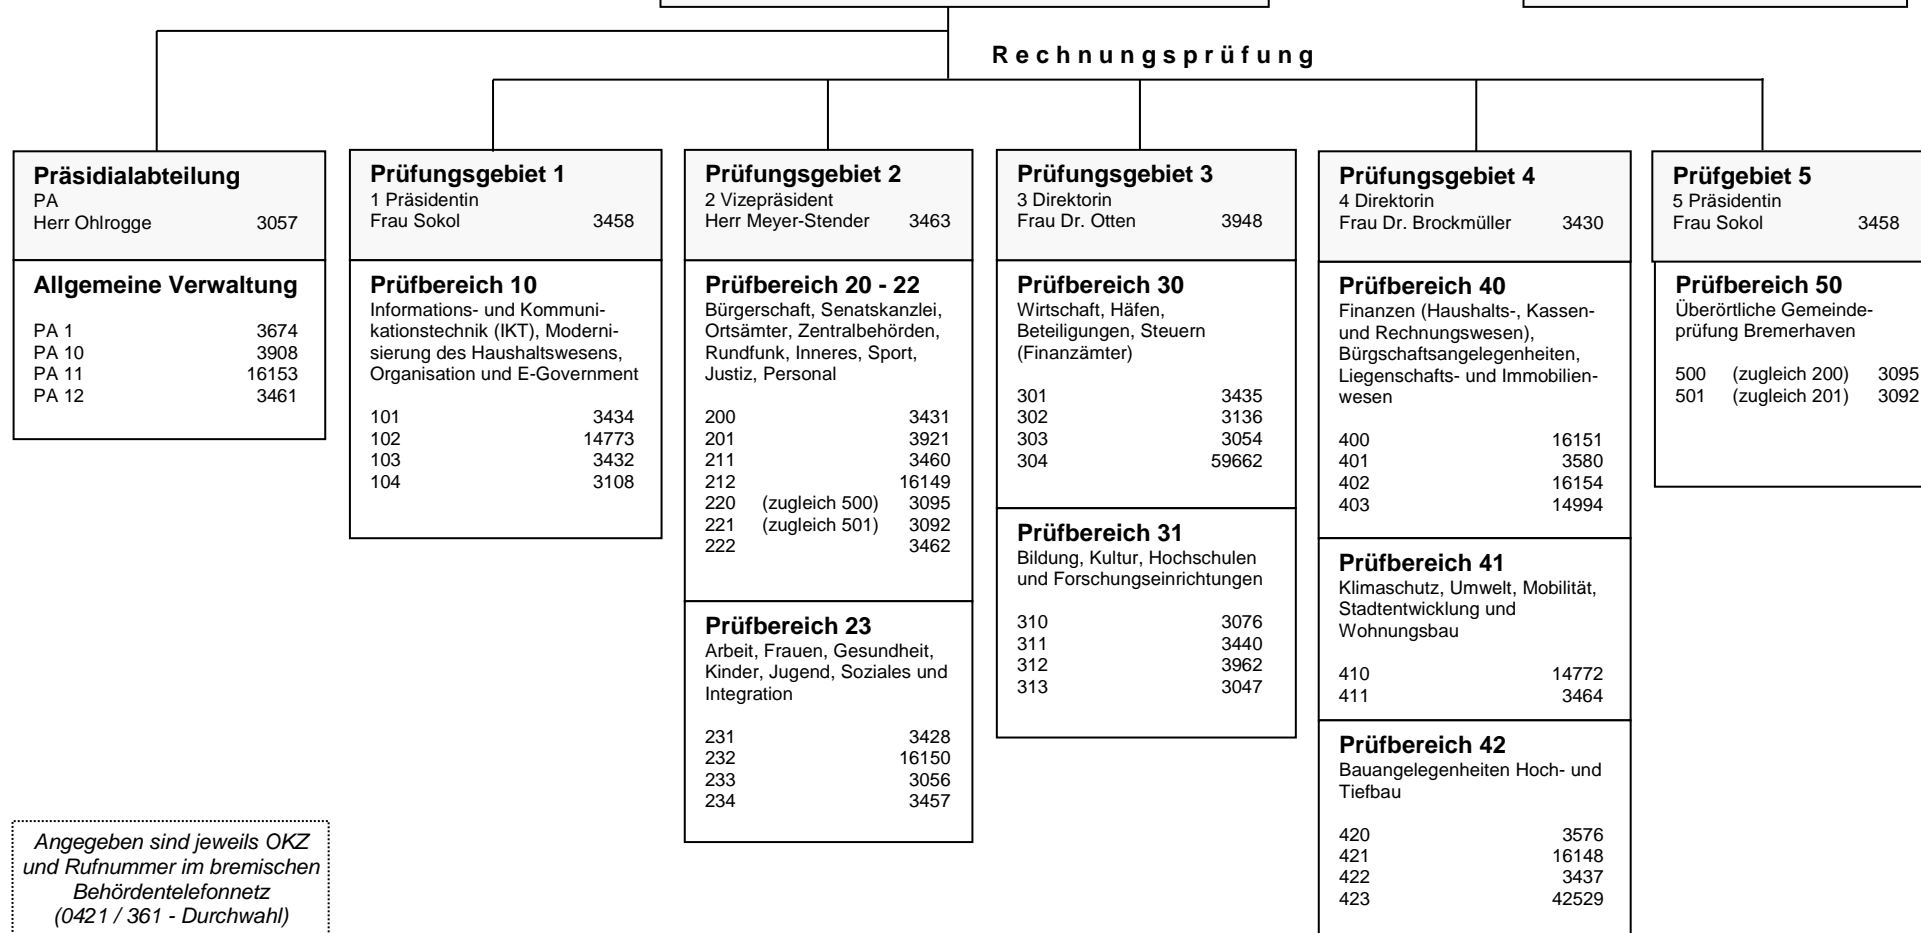 Rechnungsprüfung
Präsidialabteilung
PA
Herr Ohlrogge 3057
Allgemeine Verwaltung
PA 1 3674
PA 10 3908
PA 11 16153
PA 12 3461
Prüfungsgebiet 1
1 Präsidentin
Frau Sokol 3458
Prüfbereich 10
Informations- und Kommuni-
kationstechnik (IKT), Moderni-
sierung des Haushaltswesens,
Organisation und E-Government
101 3434
102 14773
103 3432
104 3108
Prüfungsgebiet 2
2 Vizepräsident
Herr Meyer-Stender 3463
Prüfbereich 20 - 22
Bürgerschaft, Senatskanzlei,
Ortsämter, Zentralbehörden,
Rundfunk, Inneres, Sport,
Justiz, Personal
200 3431
201 3921
211 3460
212 16149
220 (zugleich 500) 3095
221 (zugleich 501) 3092
222 3462
Prüfbereich 23
Arbeit, Frauen, Gesundheit,
Kinder, Jugend, Soziales und
Integration
231 3428
232 16150
233 3056
234 3457
Prüfungsgebiet 3
3 Direktorin
Frau Dr. Otten 3948
Prüfbereich 30
Wirtschaft, Häfen,
Beteiligungen, Steuern
(Finanzämter)
301 3435
302 3136
303 3054
304 59662
Prüfbereich 31
Bildung, Kultur, Hochschulen
und Forschungseinrichtungen
310 3076
311 3440
312 3962
313 3047
Prüfungsgebiet 4
4 Direktorin
Frau Dr. Brockmüller 3430
Prüfbereich 40
Finanzen (Haushalts-, Kassen-
und Rechnungswesen),
Bürgschaftsangelegenheiten,
Liegenschafts- und Immobilien-
wesen
400 16151
401 3580
402 16154
403 14994
Prüfbereich 41
Klimaschutz, Umwelt, Mobilität,
Stadtentwicklung und
Wohnungsbau
410 14772
411 3464
Prüfbereich 42
Bauangelegenheiten Hoch- und
Tiefbau
420 3576
421 16148
422 3437
423 42529
Prüfgebiet 5
5 Präsidentin
Frau Sokol 3458
Prüfbereich 50
Überörtliche Gemeinde-
prüfung Bremerhaven
500 (zugleich 200) 3095
501 (zugleich 201) 3092
Angegeben sind jeweils OKZ
und Rufnummer im bremischen
Behördentelefonnetz
(0421 / 361 - Durchwahl)